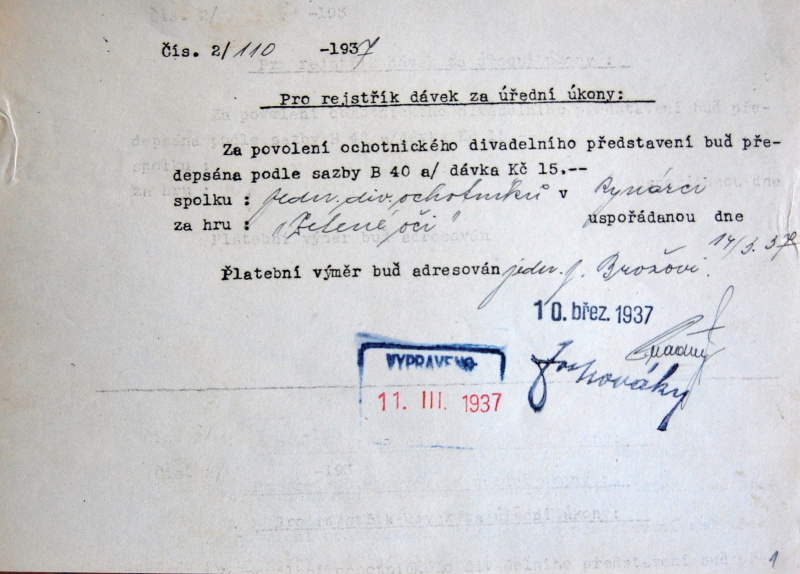 Čís. 2/110 -1937
Pro rejstřík dávek za úřední úkony:
Za povolení ochotnického divadelního představení buď pře-
depsána podle sazby B 40 a/ dávka Kč 15.--
spolku : jedn. div. ochotníků v Rynárci
za hru : "Zelené oči" uspořádanou dne
14/3. 37
Platební výměr buď adresován jedn. J. Brožovi.
10. břez. 1937
VYPRAVENO
11. III. 1937
1